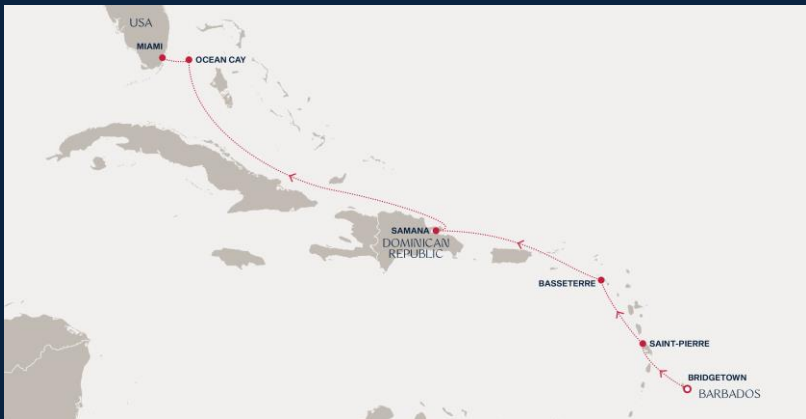 USA
MIAMI
OCEAN CAY
SAMANA
DOMINICAN
REPUBLIC
BASSETERRE
SAINT-PIERRE
BRIDGETOWN
BARBADOS